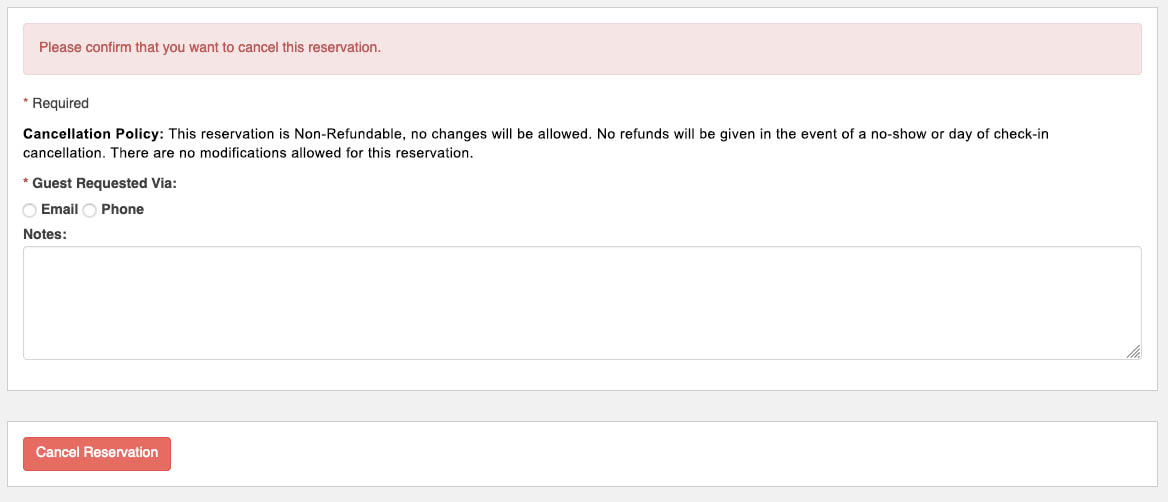 Please confirm that you want to cancel this reservation.
* Required
Cancellation Policy: This reservation is Non-Refundable, no changes will be allowed. No refunds will be given in the event of a no-show or day of check-in
cancellation. There are no modifications allowed for this reservation.
* Guest Requested Via:
Email Phone
Notes:
Cancel Reservation